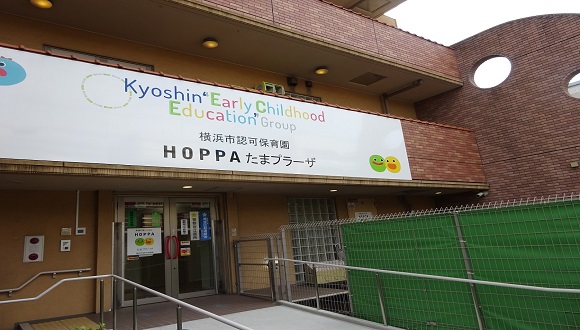 Kyoshin "Early Childhood
Education" Group
横浜市認可保育園
HOPPA たまプラーザ
HOPPA